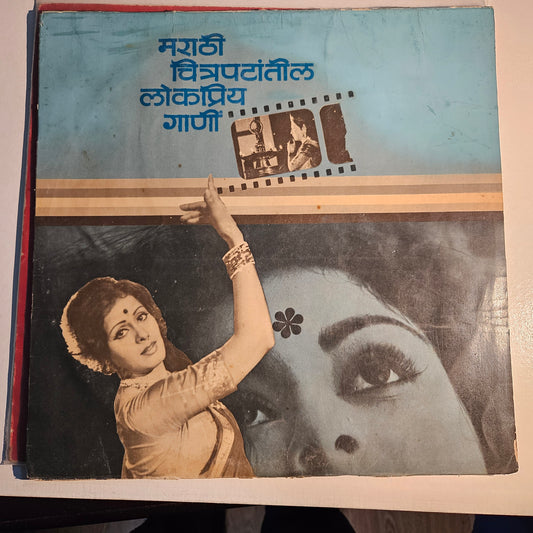 मराठी
चित्रपटांतील
लोकप्रिय
गाणीं